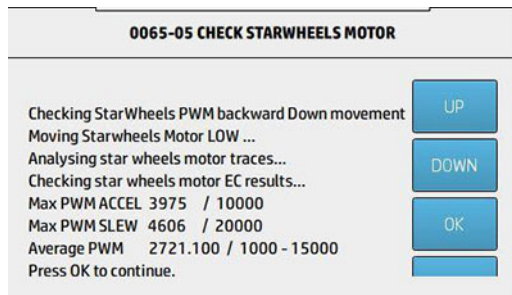 0065-05 CHECK STARWHEELS MOTOR
Checking StarWheels PWM backward Down movement
Moving Starwheels Motor LOW ...
Analysing star wheels motor traces...
Checking star wheels motor EC results...
Max PWM ACCEL 3975 / 10000
Max PWM SLEW 4606 / 20000
Average PWM 2721.100 / 1000 - 15000
Press OK to continue.
UP
DOWN
OK